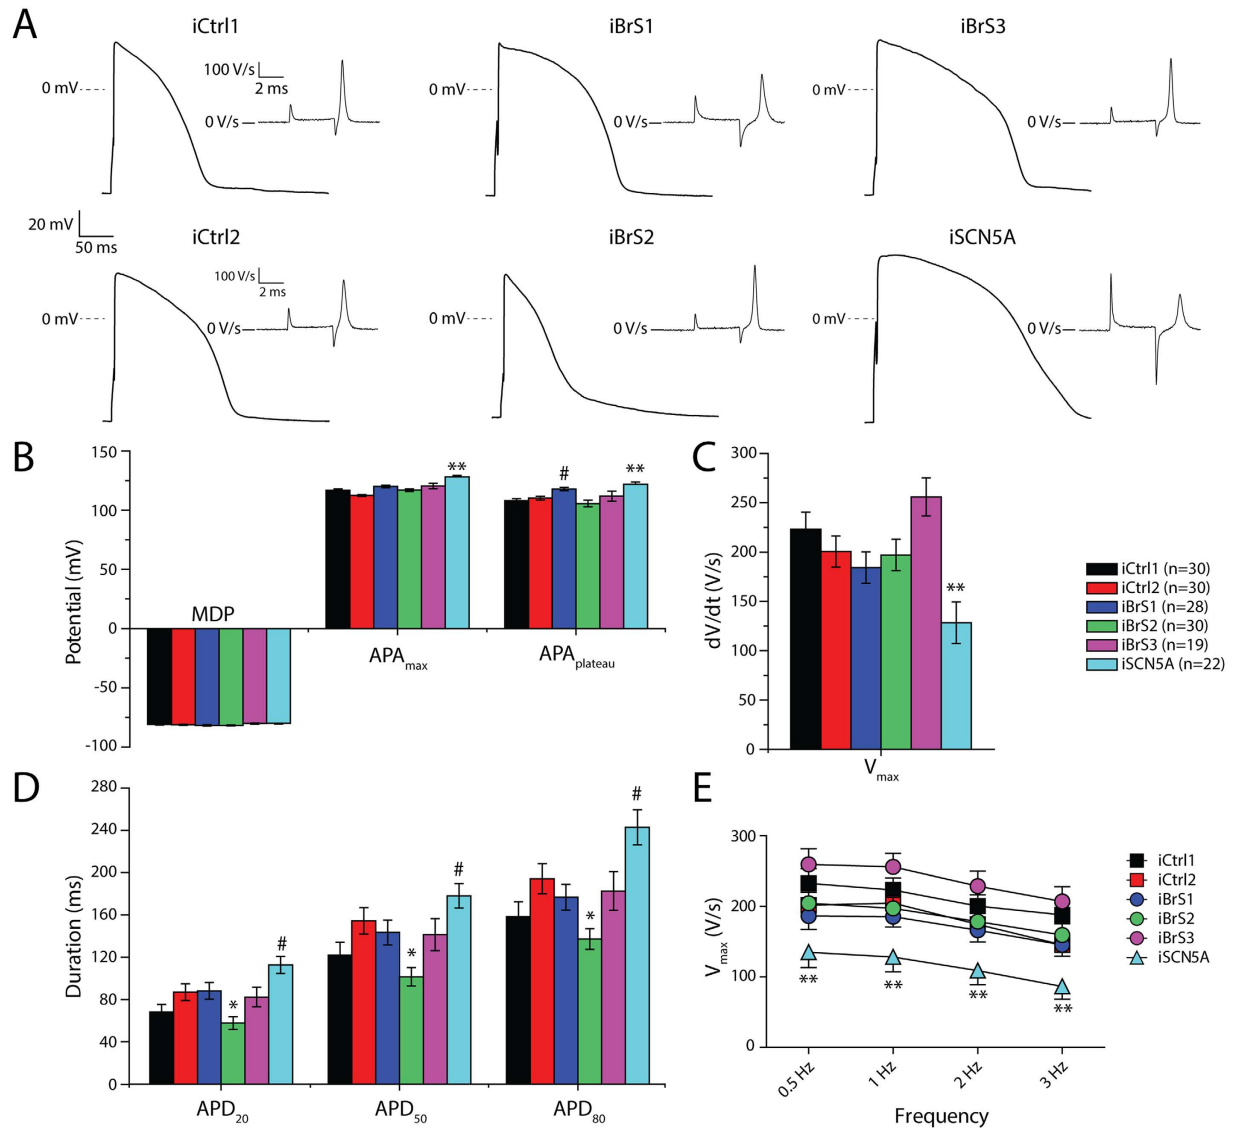 A
iCtrl1
iBrS1
iBrS3
100 V/s
2 ms
0 mV
0 mV
0 mV
0 V/s
0 V/s
0 V/s
20 mV
50 ms
iCtrl2
iBrS2
iSCN5A
100 V/s
2 ms
0 mV
0 mV
0 mV
0 V/s
0 V/s
0 V/s
B
Potential (mV)
150
100
50
0
-50
-100
MDP
APAmax
APAplateau
**
#
**
C
dV/dt (V/s)
300
250
200
150
100
50
0
**
Vmax
iCtrl1 (n=30)
iCtrl2 (n=30)
iBrS1 (n=28)
iBrS2 (n=30)
iBrS3 (n=19)
iSCN5A (n=22)
D
Duration (ms)
280
240
200
160
120
80
40
0
*
#
*
#
*
#
APD20
APD50
APD80
E
Vmax (V/s)
300
200
100
0
**
**
**
**
0.5 Hz
1 Hz
2 Hz
3 Hz
Frequency
iCtrl1
iCtrl2
iBrS1
iBrS2
iBrS3
iSCN5A